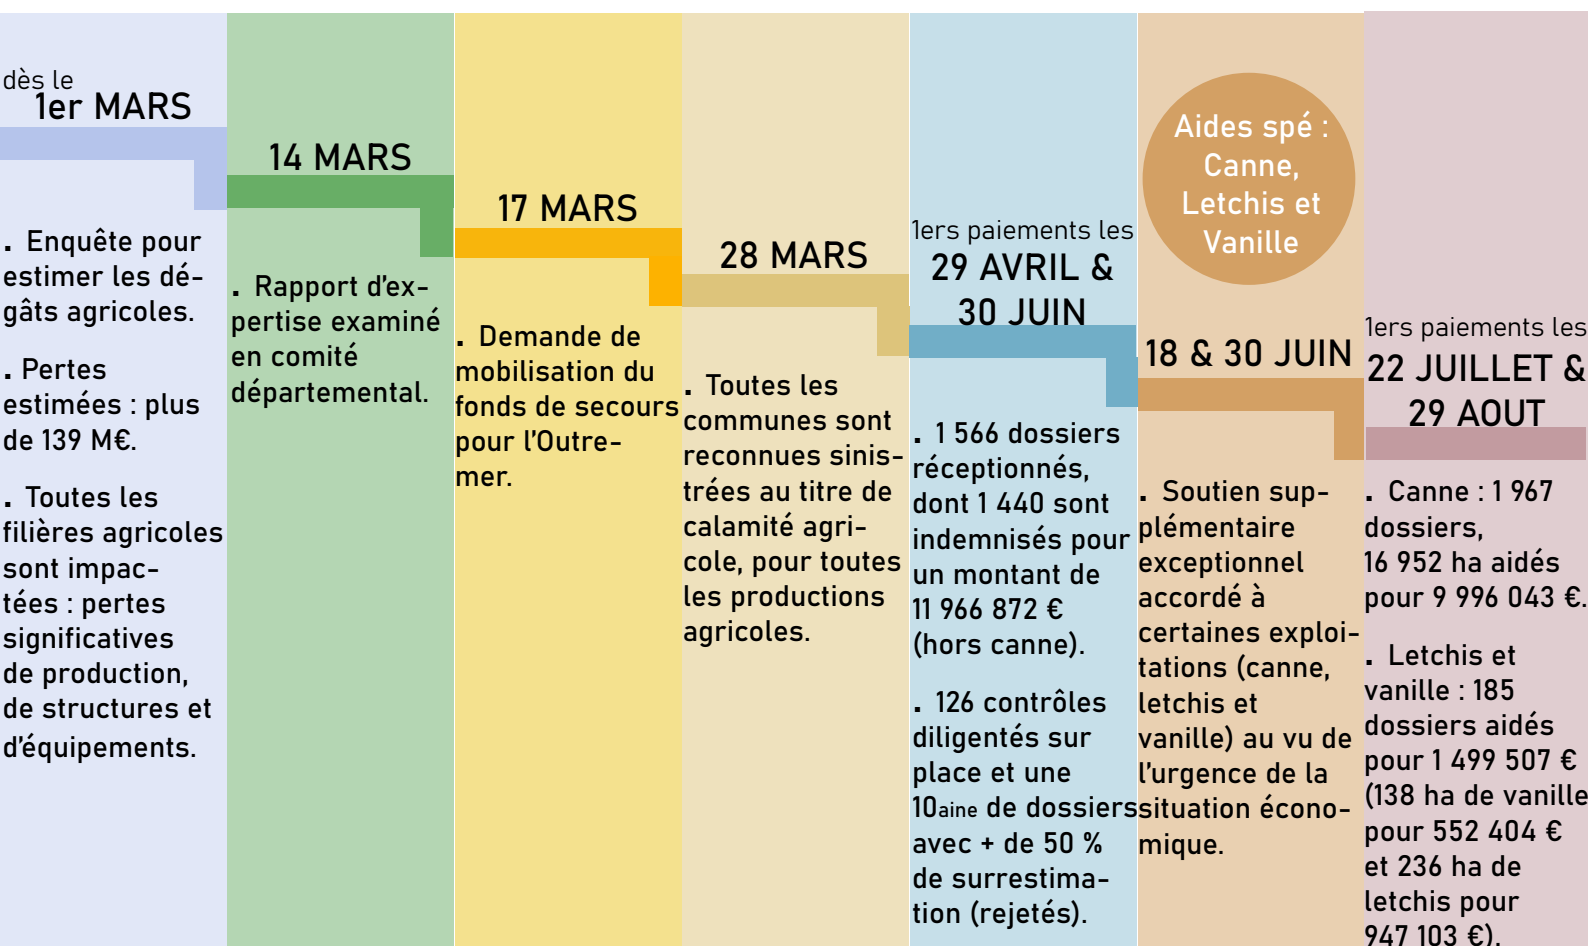 dès le
1er MARS
. Enquête pour
estimer les dé-
gâts agricoles.
. Pertes
estimées : plus
de 139 M€.
. Toutes les
filières agricoles
sont impac-
tées : pertes
significatives
de production,
de structures et
d'équipements.
14 MARS
. Rapport d'ex-
pertise examiné
en comité
départemental.
17 MARS
. Demande de
mobilisation du
fonds de secours
pour l'Outre-
mer.
28 MARS
. Toutes les
communes sont
reconnues sinis-
trées au titre de
calamité agri-
cole, pour toutes
les productions
agricoles.
1ers paiements les
29 AVRIL &
30 JUIN
. 1 566 dossiers
réceptionnés,
dont 1 440 sont
indemnisés pour
un montant de
11 966 872 €
(hors canne).
. 126 contrôles
diligentés sur
place et une
10aine de dossiers
avec + de 50 %
de surrestima-
tion (rejetés).
Aides spé :
Canne,
Letchis et
Vanille
18 & 30 JUIN
. Soutien sup-
plémentaire
exceptionnel
accordé à
certaines exploi-
tations (canne,
letchis et
vanille) au vu de
l'urgence de la
situation écono-
mique.
1ers paiements les
22 JUILLET &
29 AOUT
. Canne : 1 967
dossiers,
16 952 ha aidés
pour 9 996 043 €.
. Letchis et
vanille : 185
dossiers aidés
pour 1 499 507 €
(138 ha de vanille
pour 552 404 €
et 236 ha de
letchis pour
947 103 €).